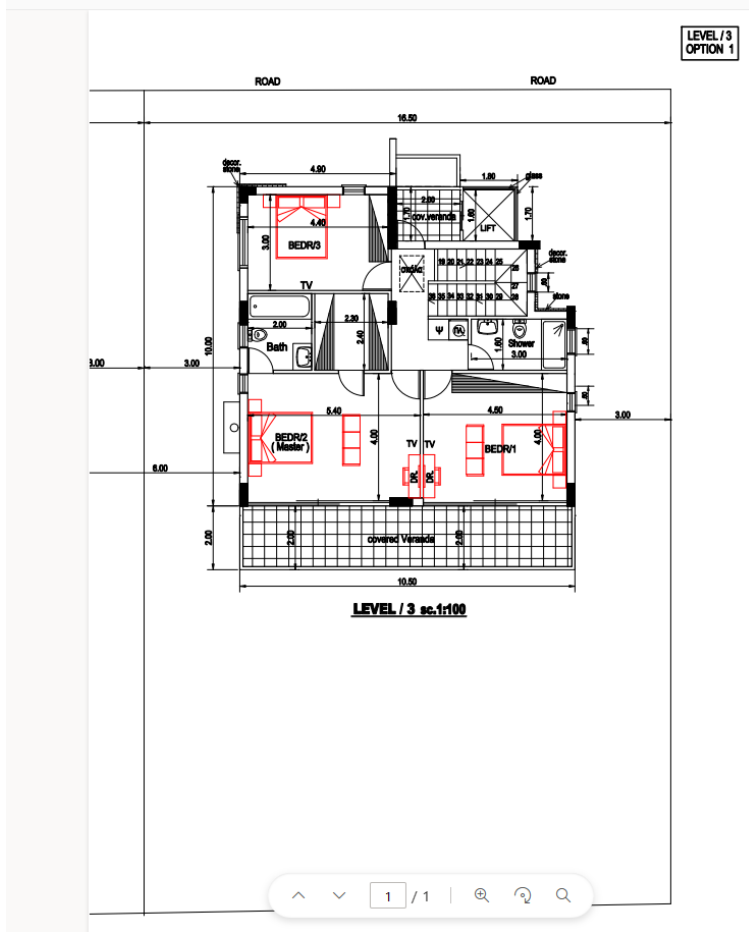 LEVEL / 3
OPTION 1
ROAD ROAD
16.50
decor.
stone
4.90
1.80
glass
2.00
1.70
cov.veranda
1.60
1.70
LIFT
4.40
3.00
BEDR/3
decor.
stone
19 20 21 22 23 24 25
26
27
36 35 34 33 32 31 30 29 28
stone
TV
2.00
2.30
Bath
2.40
Ψ
1.60
Shower
3.00
10.00
3.00
3.00
5.40
4.50
3.00
BEDR/2
( Master )
4.00
TV TV
BEDR/1
4.00
DR. DR.
6.00
2.00
2.00
covered Veranda
2.00
10.50
LEVEL / 3 sc.1:100
1 / 1